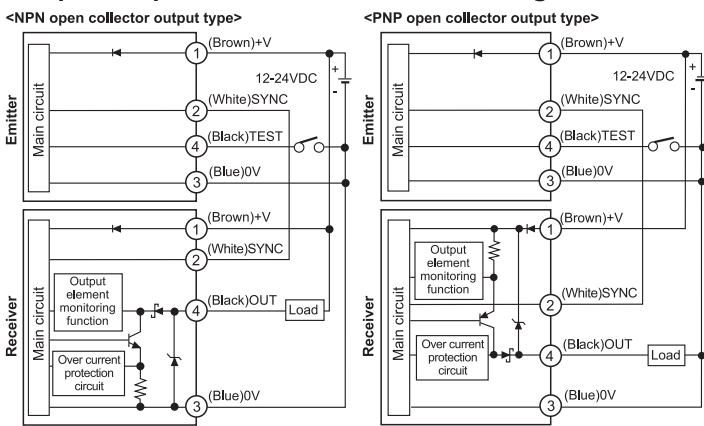 <NPN open collector output type>
Emitter
Main circuit
1
(Brown)+V
+
12-24VDC
-
2
(White)SYNC
4
(Black)TEST
3
(Blue)0V
Receiver
Main circuit
1
(Brown)+V
2
(White)SYNC
Output
element
monitoring
function
4
(Black)OUT
Load
Over current
protection
circuit
3
(Blue)0V
<PNP open collector output type>
Emitter
Main circuit
1
(Brown)+V
+
12-24VDC
-
2
(White)SYNC
4
(Black)TEST
3
(Blue)0V
Receiver
Main circuit
1
(Brown)+V
Output
element
monitoring
function
2
(White)SYNC
Over current
protection
circuit
4
(Black)OUT
Load
3
(Blue)0V